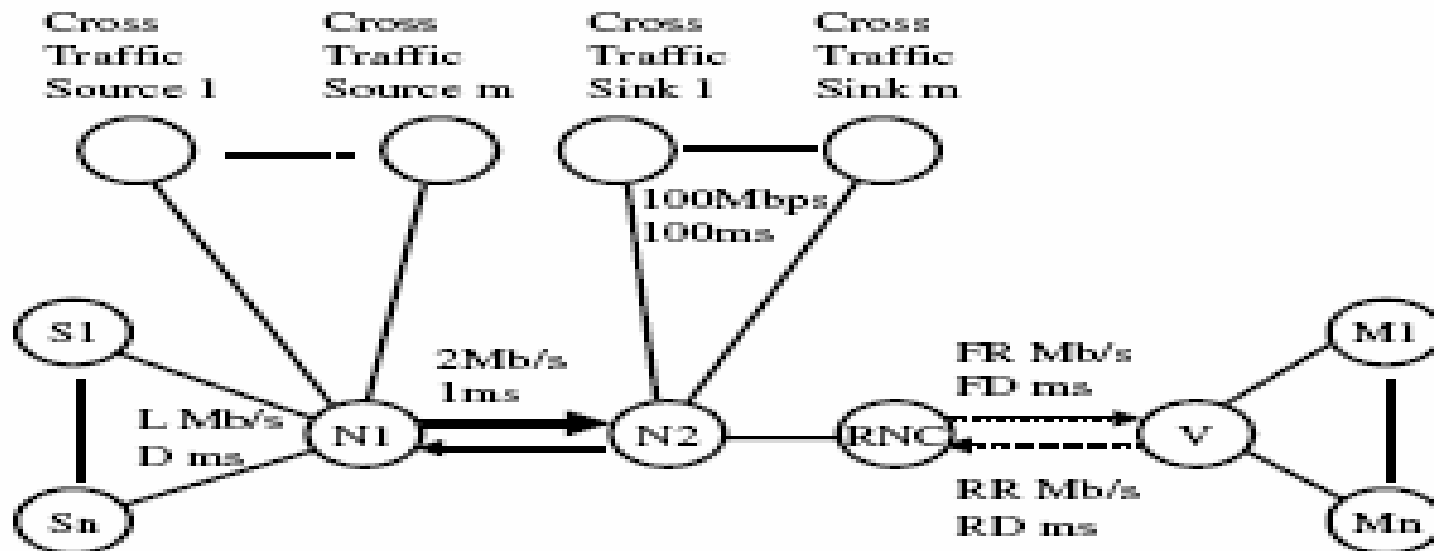 Cross
Traffic
Source 1
Cross
Traffic
Source m
Cross
Traffic
Sink 1
Cross
Traffic
Sink m
100Mbps
100ms
S1
M1
2Mb/s
1ms
FR Mb/s
FD ms
L Mb/s
D ms
N1
N2
RNC
V
RR Mb/s
RD ms
Sn
Mn